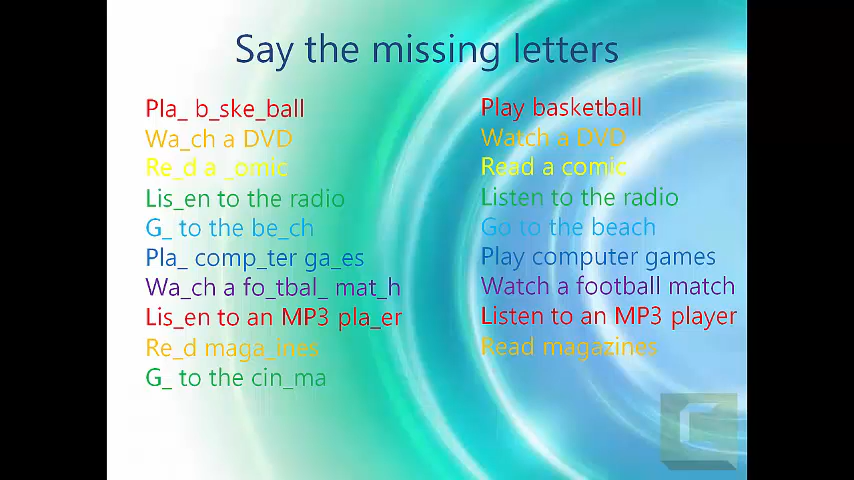 Say the missing letters
Pla_ b_ske_ball
Wa_ch a DVD
Re_d a _omic
Lis_en to the radio
G_ to the be_ch
Pla_ comp_ter ga_es
Wa_ch a fo_tbal_ mat_h
Lis_en to an MP3 pla_er
Re_d maga_ines
G_ to the cin_ma
Play basketball
Watch a DVD
Read a comic
Listen to the radio
Go to the beach
Play computer games
Watch a football match
Listen to an MP3 player
Read magazines